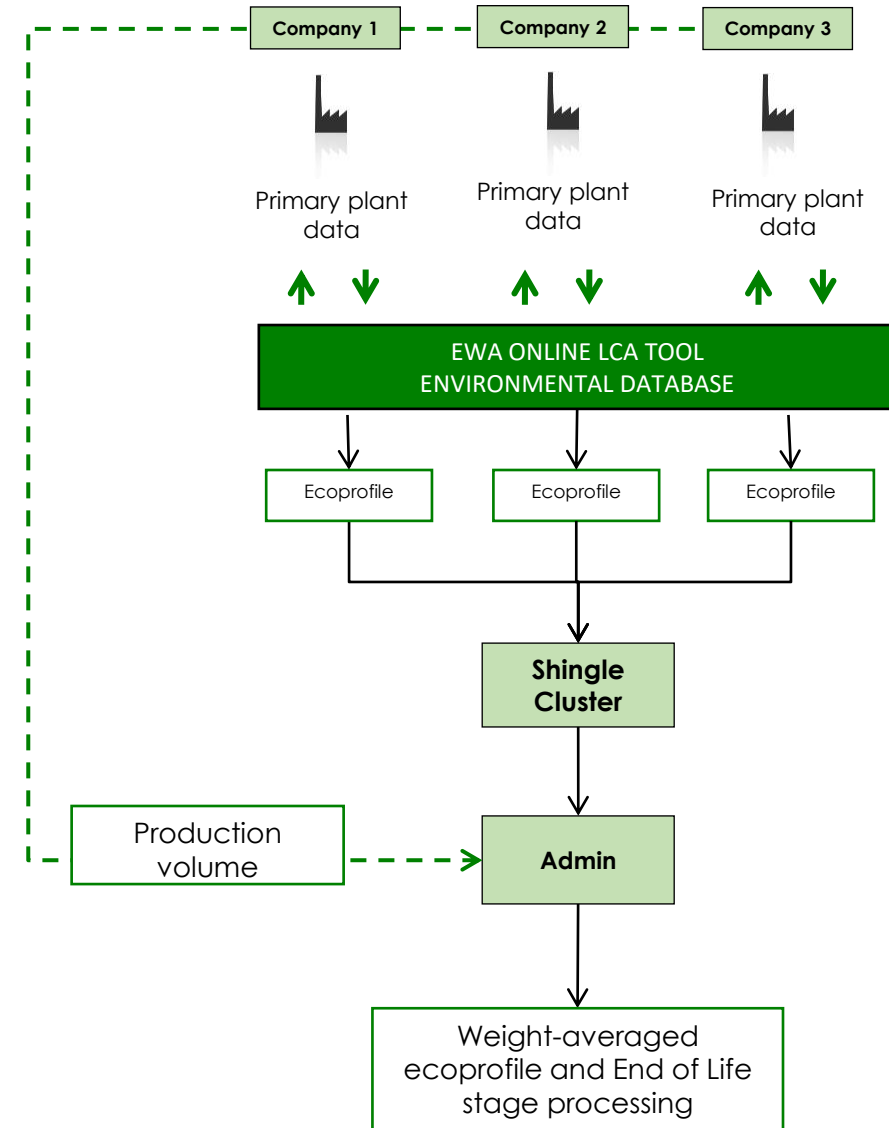 Company 1
Company 2
Company 3
Primary plant
data
Primary plant
data
Primary plant
data
EWA ONLINE LCA TOOL
ENVIRONMENTAL DATABASE
Ecoprofile
Ecoprofile
Ecoprofile
Shingle
Cluster
Production
volume
Admin
Weight-averaged
ecoprofile and End of Life
stage processing